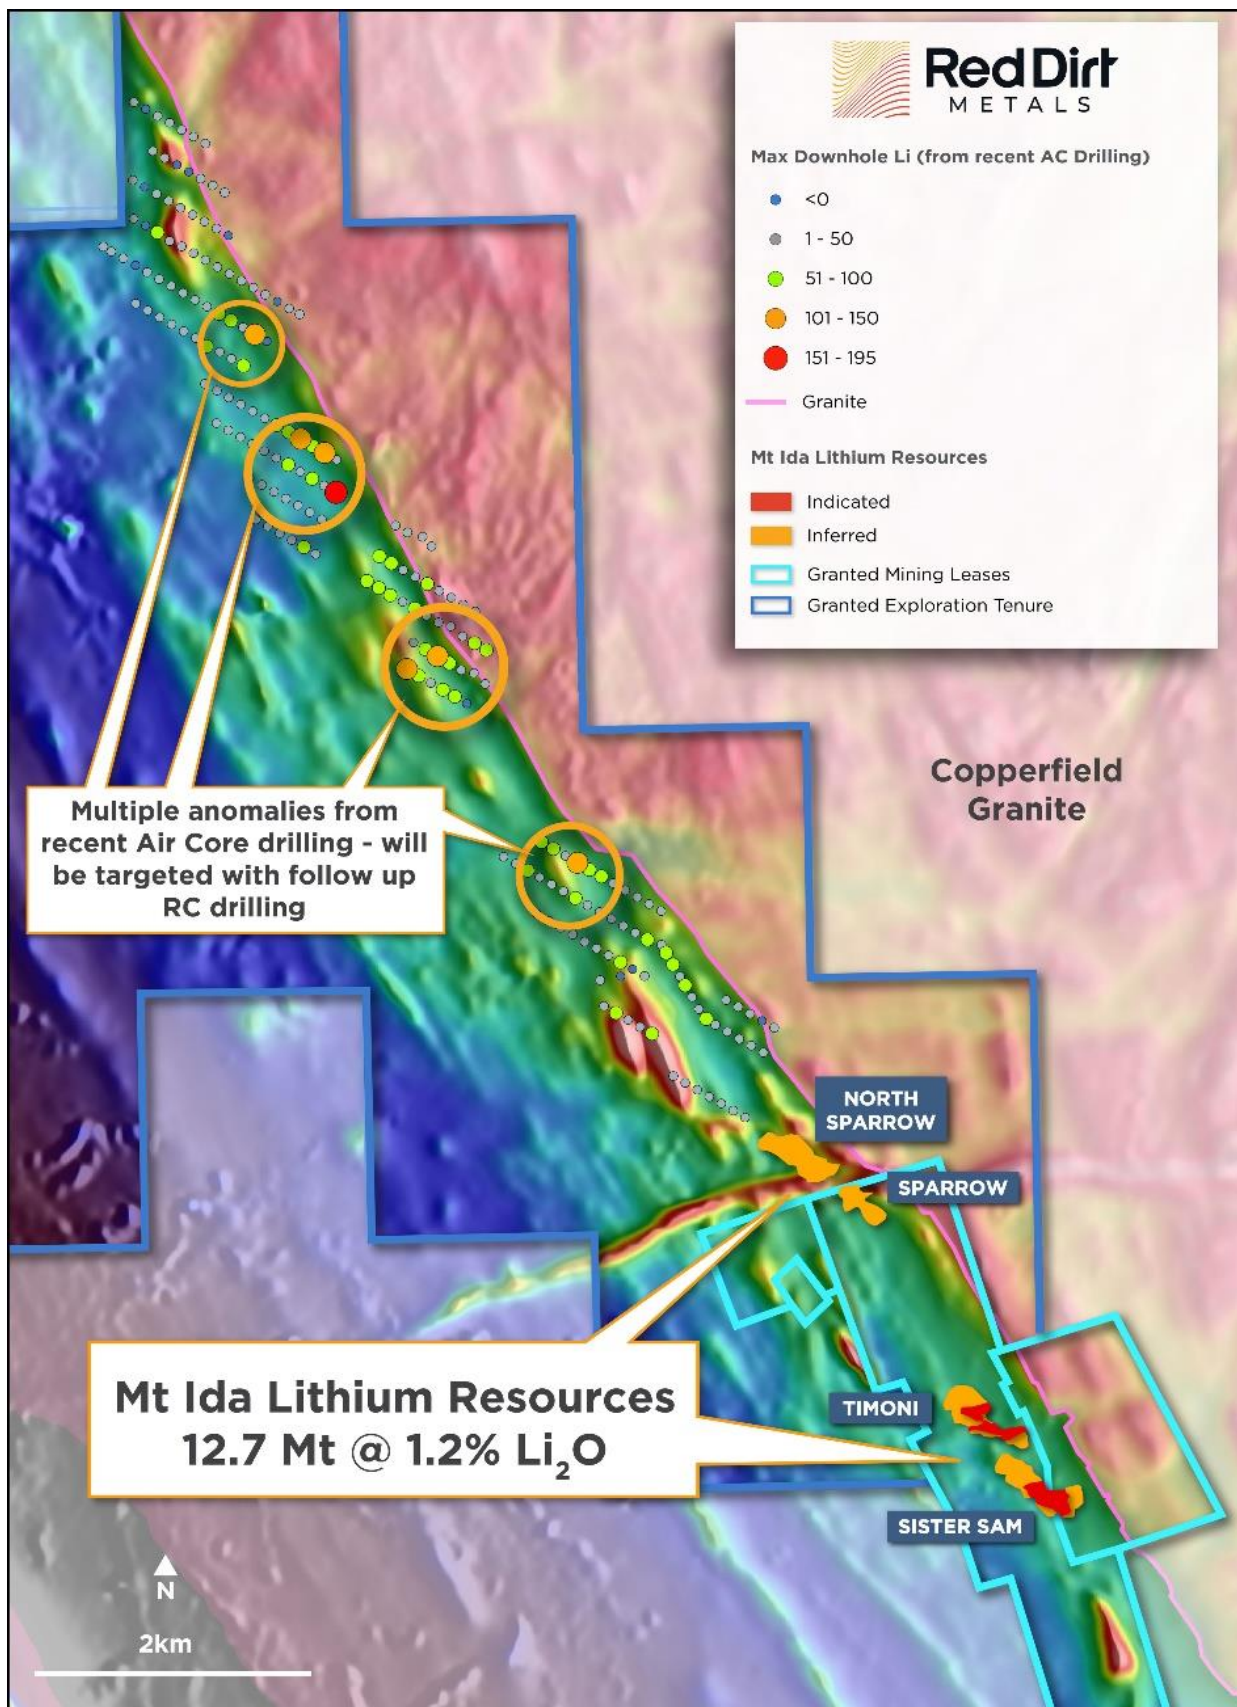 Red Dirt
METALS
Max Downhole Li (from recent AC Drilling)
<0
1 - 50
51 - 100
101 - 150
151 - 195
Granite
Mt Ida Lithium Resources
Indicated
Inferred
Granted Mining Leases
Granted Exploration Tenure
Copperfield
Granite
Multiple anomalies from
recent Air Core drilling - will
be targeted with follow up
RC drilling
NORTH
SPARROW
SPARROW
Mt Ida Lithium Resources
12.7 Mt @ 1.2% Li₂O
TIMONI
SISTER SAM
N
2km